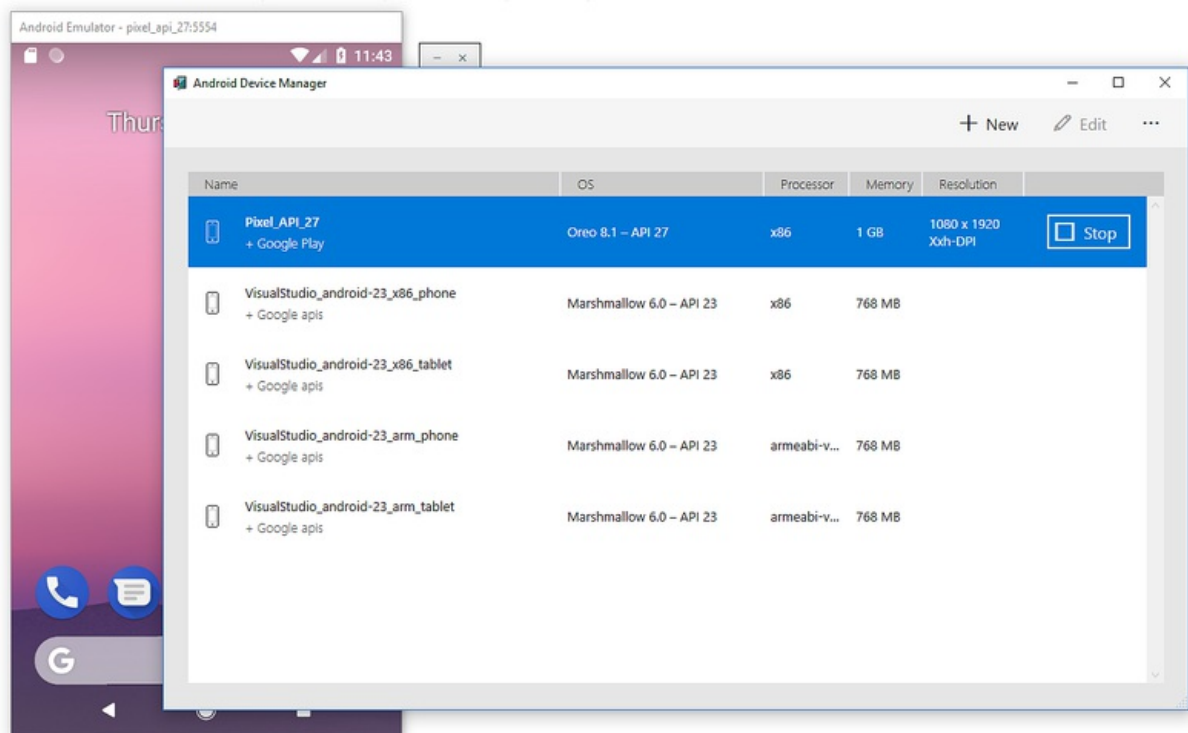 Android Emulator - pixel_api_27:5554
11:43
Android Device Manager
+ New Edit ...
Name OS Processor Memory Resolution
Pixel_API_27
+ Google Play
Oreo 8.1 – API 27 x86 1 GB
1080 x 1920
Xxh-DPI
Stop
VisualStudio_android-23_x86_phone
+ Google apis
Marshmallow 6.0 – API 23 x86 768 MB
VisualStudio_android-23_x86_tablet
+ Google apis
Marshmallow 6.0 – API 23 x86 768 MB
VisualStudio_android-23_arm_phone
+ Google apis
Marshmallow 6.0 – API 23 armeabi-v... 768 MB
VisualStudio_android-23_arm_tablet
+ Google apis
Marshmallow 6.0 – API 23 armeabi-v... 768 MB
G